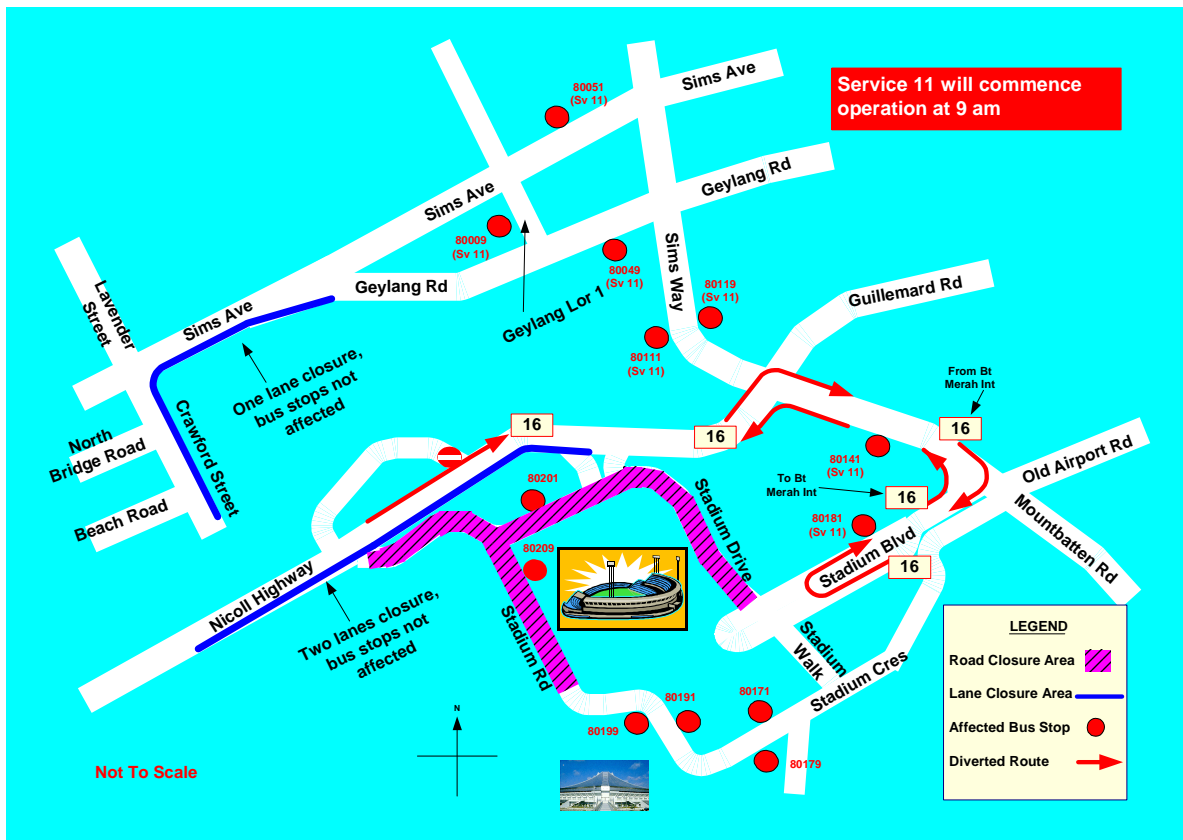 Service 11 will commence
operation at 9 am
Sims Ave
80051
(Sv 11)
Geylang Rd
Sims Ave
80009
(Sv 11)
80049
(Sv 11)
Sims Way
80119
(Sv 11)
Guillemard Rd
Lavender
Street
Geylang Rd
Geylang Lor 1
Sims Ave
80111
(Sv 11)
From Bt
Merah Int
One lane closure,
bus stops not
affected
16
16
16
North
Bridge Road
Crawford Street
80141
(Sv 11)
Old Airport Rd
To Bt
Merah Int
16
80201
Stadium Drive
Beach Road
80181
(Sv 11)
Stadium Blvd
Mountbatten Rd
80209
16
Nicoll Highway
Two lanes closure,
bus stops not
affected
Stadium Rd
Stadium
Walk
Stadium Cres
80191
80171
80199
80179
N
Not To Scale
LEGEND
Road Closure Area
Lane Closure Area
Affected Bus Stop
Diverted Route